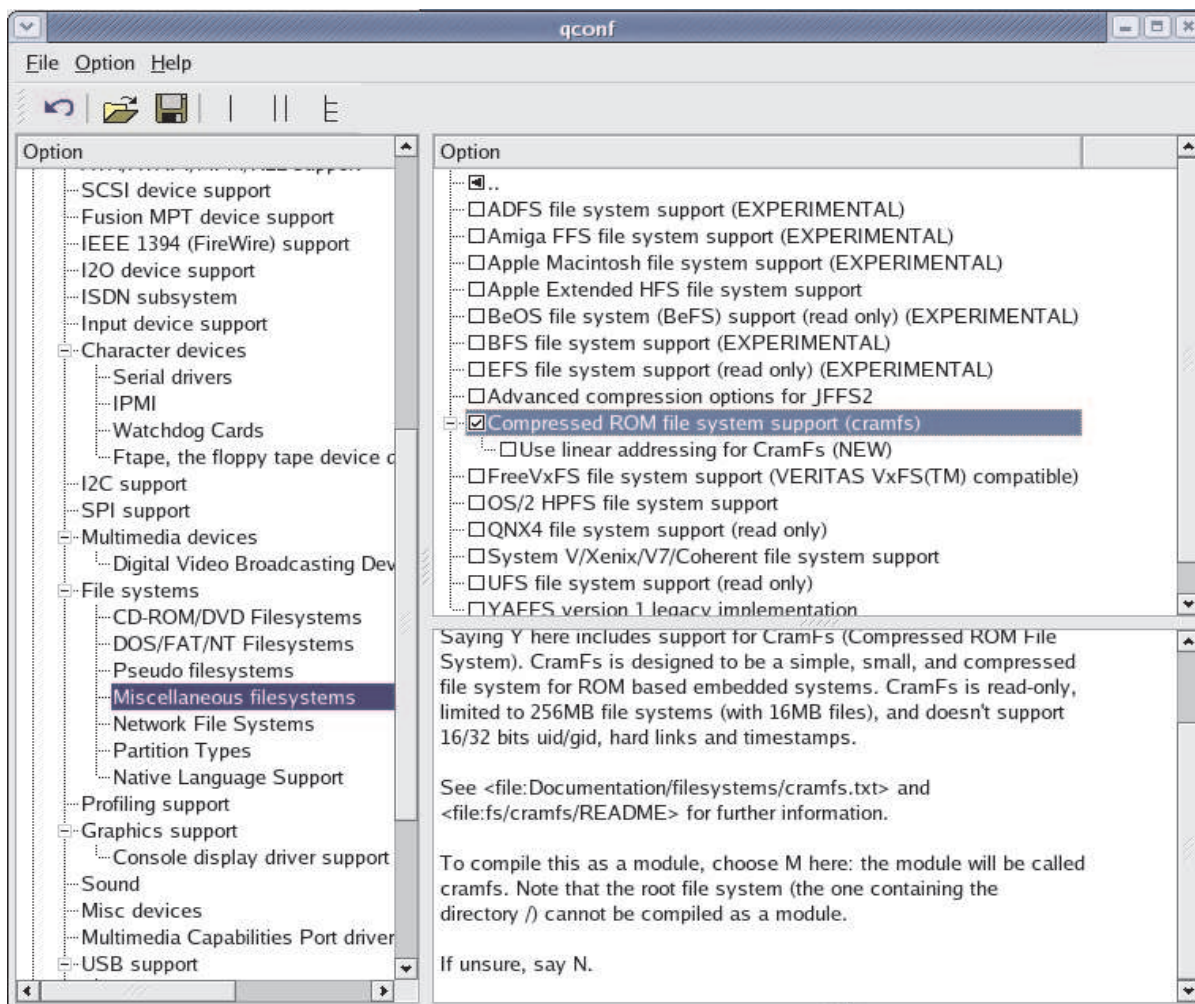 qconf
File Option Help
Option
SCSI device support
Fusion MPT device support
IEEE 1394 (FireWire) support
I2O device support
ISDN subsystem
Input device support
Character devices
Serial drivers
IPMI
Watchdog Cards
Ftape, the floppy tape device c
I2C support
SPI support
Multimedia devices
Digital Video Broadcasting Dev
File systems
CD-ROM/DVD Filesystems
DOS/FAT/NT Filesystems
Pseudo filesystems
Miscellaneous filesystems
Network File Systems
Partition Types
Native Language Support
Profiling support
Graphics support
Console display driver support
Sound
Misc devices
Multimedia Capabilities Port driver
USB support
Option
..
ADFS file system support (EXPERIMENTAL)
Amiga FFS file system support (EXPERIMENTAL)
Apple Macintosh file system support (EXPERIMENTAL)
Apple Extended HFS file system support
BeOS file system (BeFS) support (read only) (EXPERIMENTAL)
BFS file system support (EXPERIMENTAL)
EFS file system support (read only) (EXPERIMENTAL)
Advanced compression options for JFFS2
Compressed ROM file system support (cramfs)
Use linear addressing for CramFs (NEW)
FreeVxFS file system support (VERITAS VxFS(TM) compatible)
OS/2 HPFS file system support
QNX4 file system support (read only)
System V/Xenix/V7/Coherent file system support
UFS file system support (read only)
YAFFS version 1 legacy implementation
Saying Y here includes support for CramFs (Compressed ROM File
System). CramFs is designed to be a simple, small, and compressed
file system for ROM based embedded systems. CramFs is read-only,
limited to 256MB file systems (with 16MB files), and doesn't support
16/32 bits uid/gid, hard links and timestamps.
See <file:Documentation/filesystems/cramfs.txt> and
<file:fs/cramfs/README> for further information.
To compile this as a module, choose M here: the module will be called
cramfs. Note that the root file system (the one containing the
directory /) cannot be compiled as a module.
If unsure, say N.